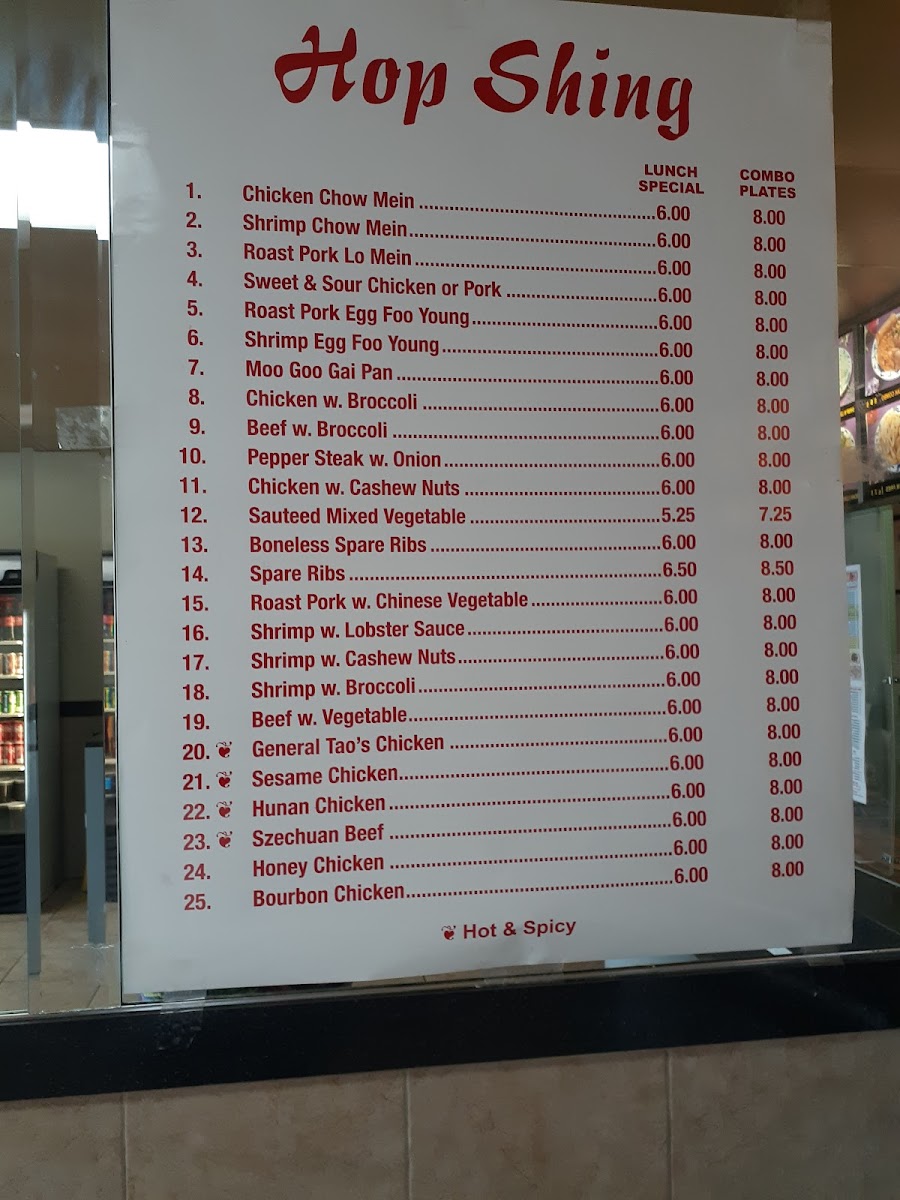 Hop Shing
LUNCH SPECIAL COMBO PLATES
1. Chicken Chow Mein 6.00 8.00
2. Shrimp Chow Mein 6.00 8.00
3. Roast Pork Lo Mein 6.00 8.00
4. Sweet & Sour Chicken or Pork 6.00 8.00
5. Roast Pork Egg Foo Young 6.00 8.00
6. Shrimp Egg Foo Young 6.00 8.00
7. Moo Goo Gai Pan 6.00 8.00
8. Chicken w. Broccoli 6.00 8.00
9. Beef w. Broccoli 6.00 8.00
10. Pepper Steak w. Onion 6.00 8.00
11. Chicken w. Cashew Nuts 6.00 8.00
12. Sauteed Mixed Vegetable 5.25 7.25
13. Boneless Spare Ribs 6.00 8.00
14. Spare Ribs 6.50 8.50
15. Roast Pork w. Chinese Vegetable 6.00 8.00
16. Shrimp w. Lobster Sauce 6.00 8.00
17. Shrimp w. Cashew Nuts 6.00 8.00
18. Shrimp w. Broccoli 6.00 8.00
19. Beef w. Vegetable 6.00 8.00
20. General Tao's Chicken 6.00 8.00
21. Sesame Chicken 6.00 8.00
22. Hunan Chicken 6.00 8.00
23. Szechuan Beef 6.00 8.00
24. Honey Chicken 6.00 8.00
25. Bourbon Chicken 6.00 8.00
Hot & Spicy